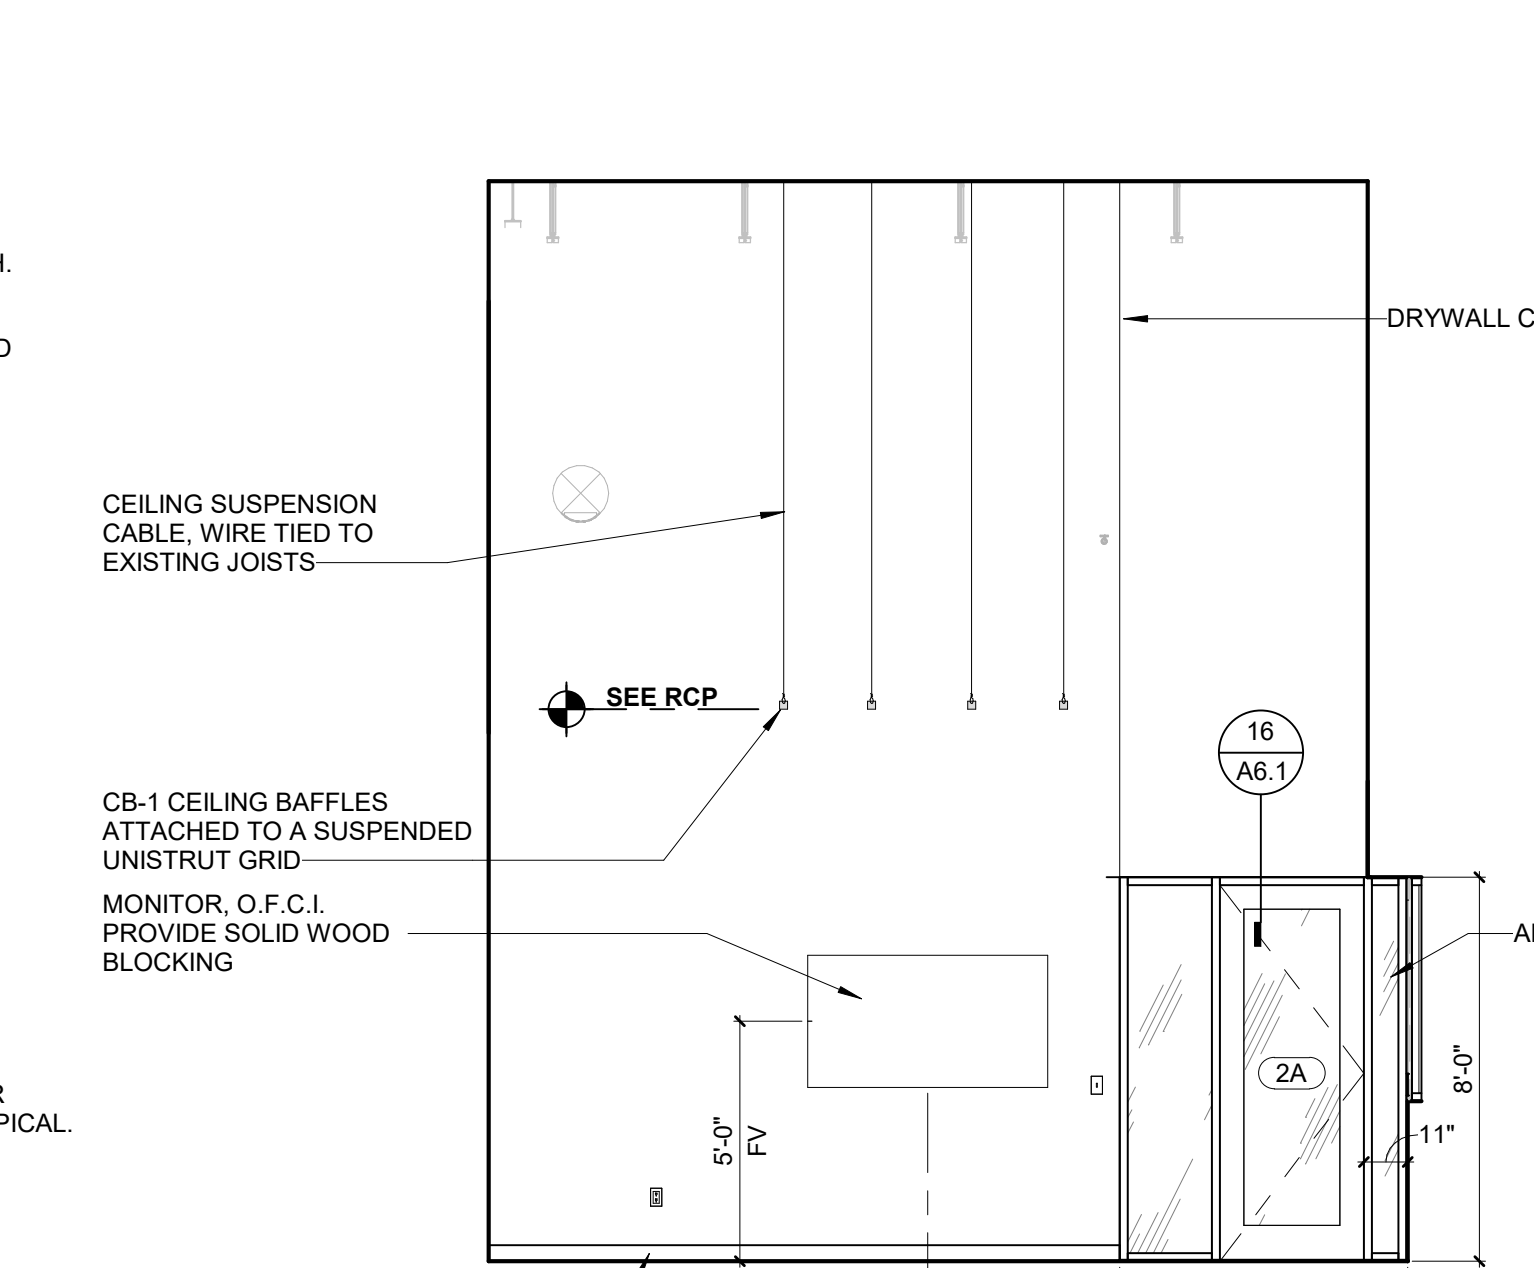 H.
D
DRYWALL C
CEILING SUSPENSION
CABLE, WIRE TIED TO
EXISTING JOISTS
SEE RCP
16
A6.1
CB-1 CEILING BAFFLES
ATTACHED TO A SUSPENDED
UNISTRUT GRID
MONITOR, O.F.C.I.
PROVIDE SOLID WOOD
BLOCKING
2A
8'-0"
R
PICAL.
5'-0"
FV
11"